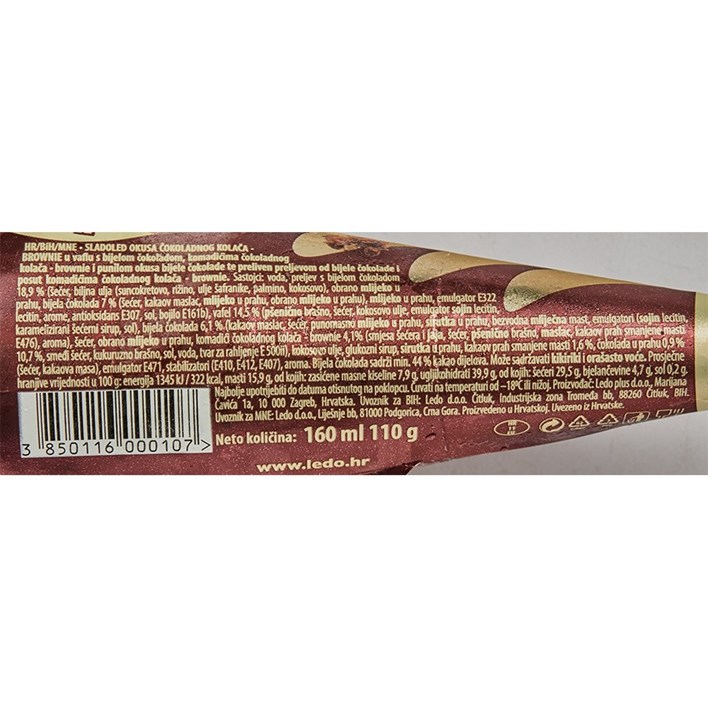 HR/BiH/MNE - SLADOLED OKUSA ČOKOLADNOG KOLAČA -
BROWNIE u vaflu s bijelom čokoladom, komadićima čokoladnog
kolača - brownie i punilom okusa bijele čokolade te preliven preljevom od bijele čokolade i
posut komadićima čokoladnog kolača - brownie. Sastojci: voda, preljev s bijelom čokoladom
18,9 % (šećer, biljna ulja (suncokretovo, rižino, ulje šafranike, palmino, kokosovo), obrano mlijeko u
prahu, bijela čokolada 7 % (šećer, kakaov maslac, obrano mlijeko u prahu), mlijeko u prahu, emulgator E322
lecitin, arome, antioksidans E307, sol, bojilo E161b), vafel 14,5 % (pšenično brašno, šećer, kokosovo ulje, emulgator sojin lecitin,
karamelizirani šećerni sirup, sol), bijela čokolada 6,1 % (kakaov maslac, šećer, punomasno mlijeko u prahu, sirutka u prahu, bezvodna mliječna mast, emulgatori (sojin lecitin,
E476), aroma), šećer, obrano mlijeko u prahu, komadići čokoladnog kolača - brownie 4,1% (smjesa šećera i jaja, šećer, pšenično brašno, maslac, kakaov prah smanjene masti
10,7 %, smeđi šećer, kukuruzno brašno, sol, voda, tvar za rahljenje E 500ii), kokosovo ulje, glukozni sirup, sirutka u prahu, kakaov prah smanjene masti 1,6 %, čokolada u prahu 0,9 %
(šećer, kakaova masa), emulgator E471, stabilizatori (E410, E412, E407), aroma. Bijela čokolada sadrži min. 44 % kakao dijelova. Može sadržavati kikiriki i orašasto voće. Prosječne
hranjive vrijednosti u 100 g: energija 1345 kJ / 322 kcal, masti 15,9 g, od kojih: zasićene masne kiseline 7,9 g, ugljikohidrati 39,9 g, od kojih: šećeri 29,5 g, bjelančevine 4,7 g, sol 0,2 g
Najbolje upotrijebiti do datuma otisnutog na poklopcu. Čuvati na temperaturi od –18°C ili nižoj. Proizvođač: Ledo plus d.o.o., Marijana
Čavića 1a, 10 000 Zagreb, Hrvatska. Uvoznik za BIH: Ledo d.o.o. Čitluk, Industrijska zona Tromeđa bb, 88260 Čitluk, BIH.
Uvoznik za MNE: Ledo d.o.o., Liješnje bb, 81000 Podgorica, Crna Gora. Proizvedeno u Hrvatskoj. Uvezeno iz Hrvatske.
3 850116 000107 >
Neto količina: 160 ml 110 g
www.ledo.hr